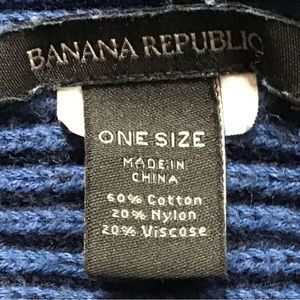 BANANA REPUBLIC
ONE SIZE
MADE IN
CHINA
60% Cotton
20% Nylon
20% Viscose